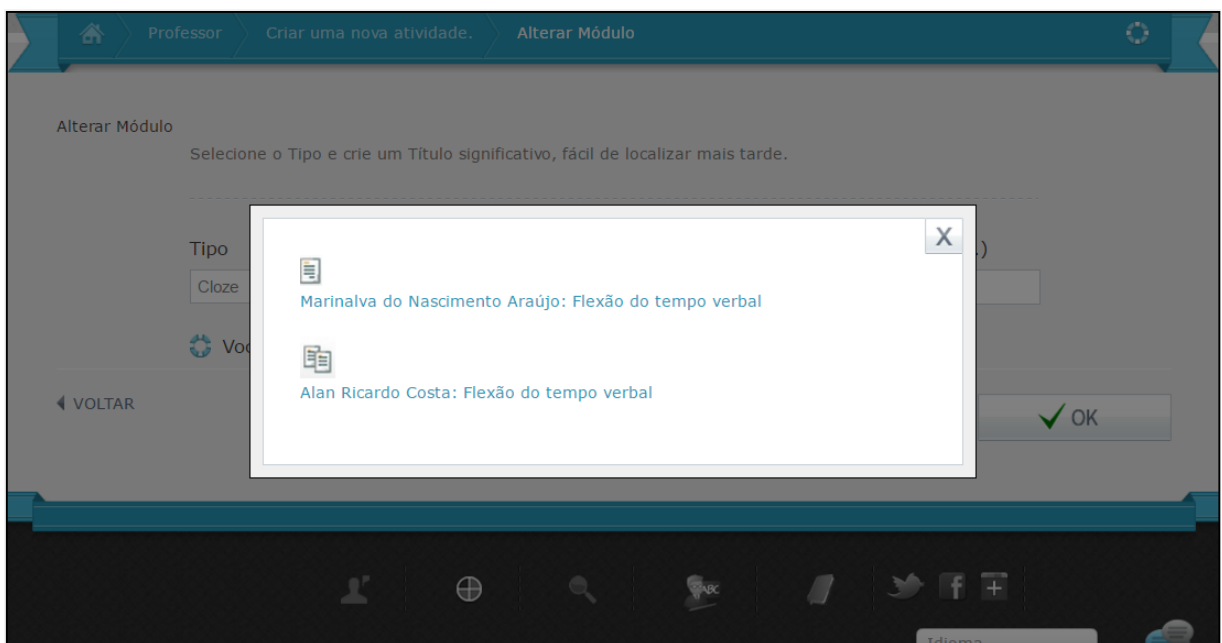 Professor Criar uma nova atividade. Alterar Módulo
Alterar Módulo
Selecione o Tipo e crie um Título significativo, fácil de localizar mais tarde.
Tipo .)
Cloze
X
Marinalva do Nascimento Araújo: Flexão do tempo verbal
Alan Ricardo Costa: Flexão do tempo verbal
VOLTAR
OK
ABC
Idioma